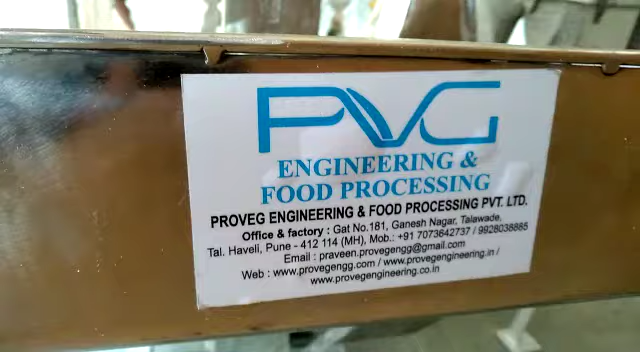 PVG
ENGINEERING &
FOOD PROCESSING
PROVEG ENGINEERING & FOOD PROCESSING PVT. LTD.
Office & factory : Gat No.181, Ganesh Nagar, Talawade,
Tal. Haveli, Pune - 412 114 (MH), Mob.: +91 7073642737 / 9928038885
Email : praveen.provegengg@gmail.com
Web : www.provegengg.com / www.provegengineering.in /
www.provegengineering.co.in